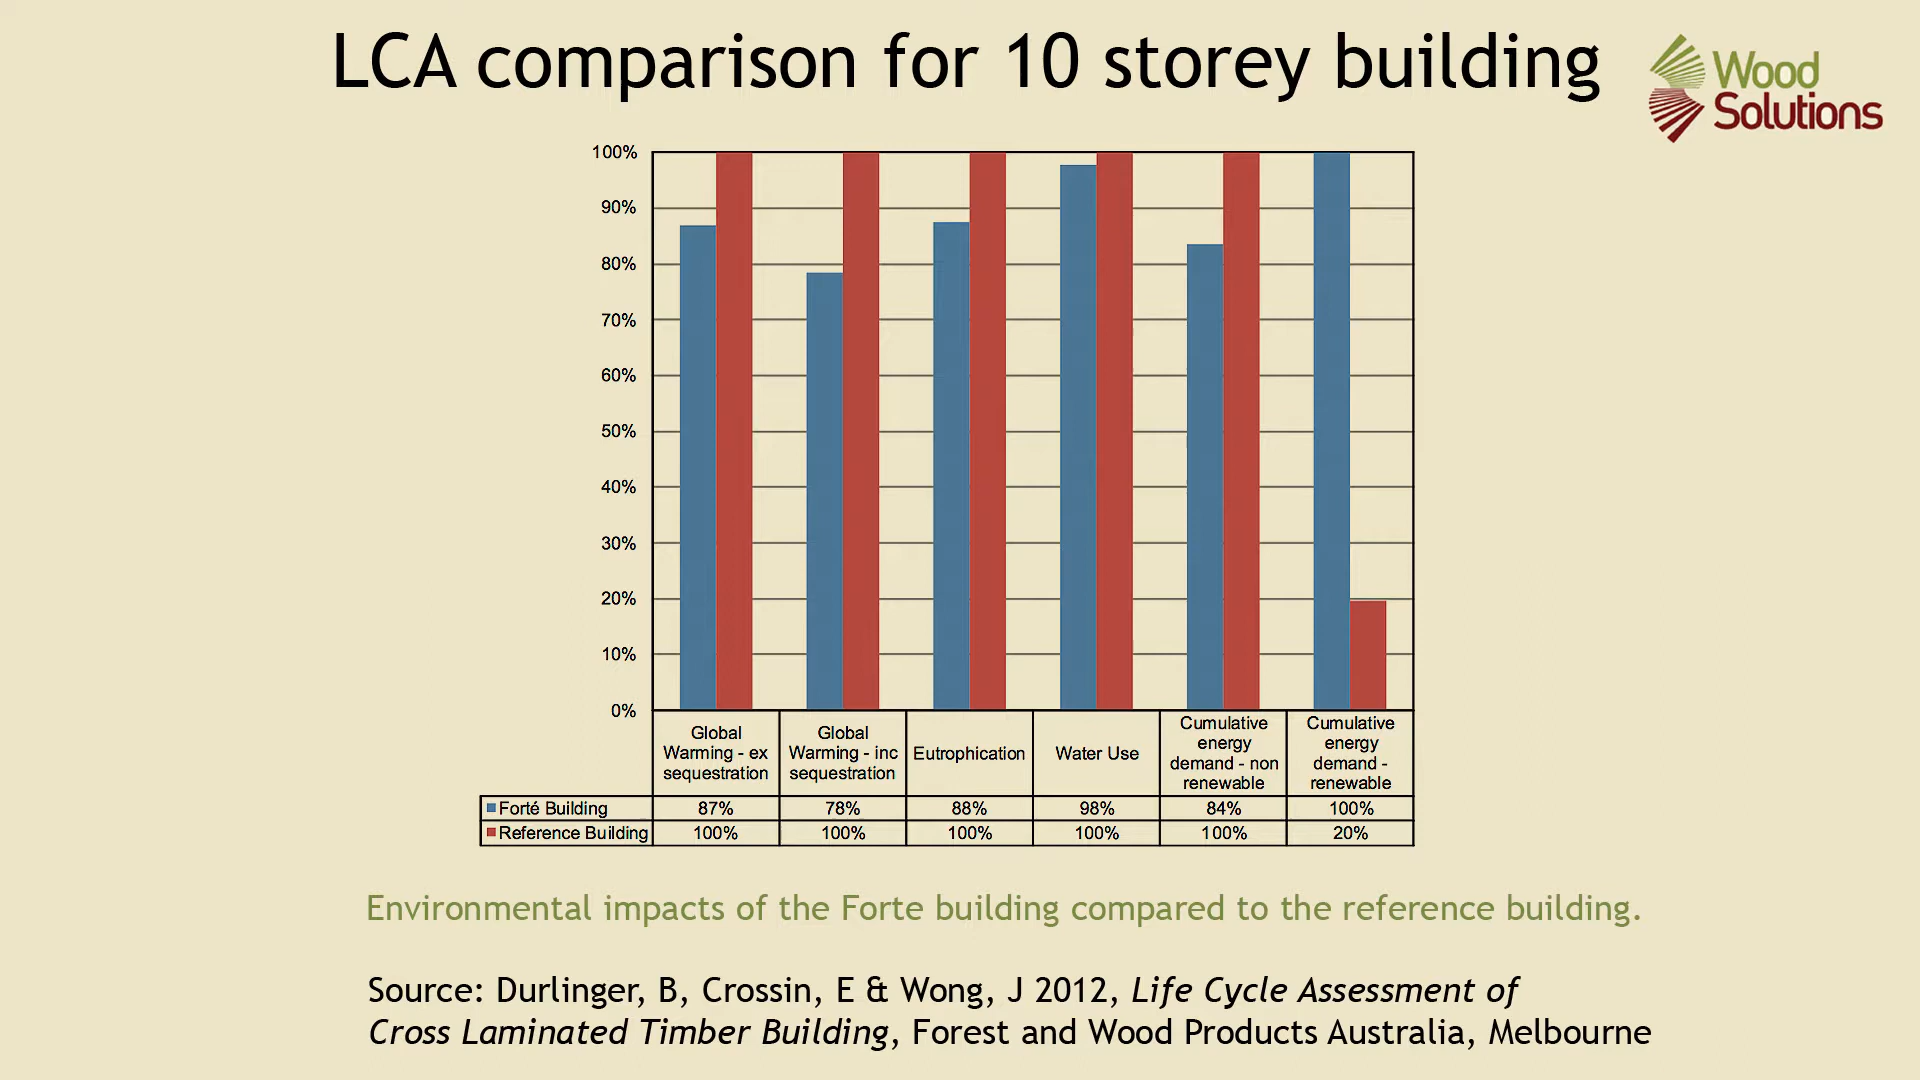 LCA comparison for 10 storey building
Wood
Solutions
100%
90%
80%
70%
60%
50%
40%
30%
20%
10%
0%
Global Warming - ex sequestration
Global Warming - inc sequestration
Eutrophication
Water Use
Cumulative energy demand - non renewable
Cumulative energy demand - renewable
Forté Building 87% 78% 88% 98% 84% 100%
Reference Building 100% 100% 100% 100% 100% 20%
Environmental impacts of the Forte building compared to the reference building.
Source: Durlinger, B, Crossin, E & Wong, J 2012, Life Cycle Assessment of
Cross Laminated Timber Building, Forest and Wood Products Australia, Melbourne